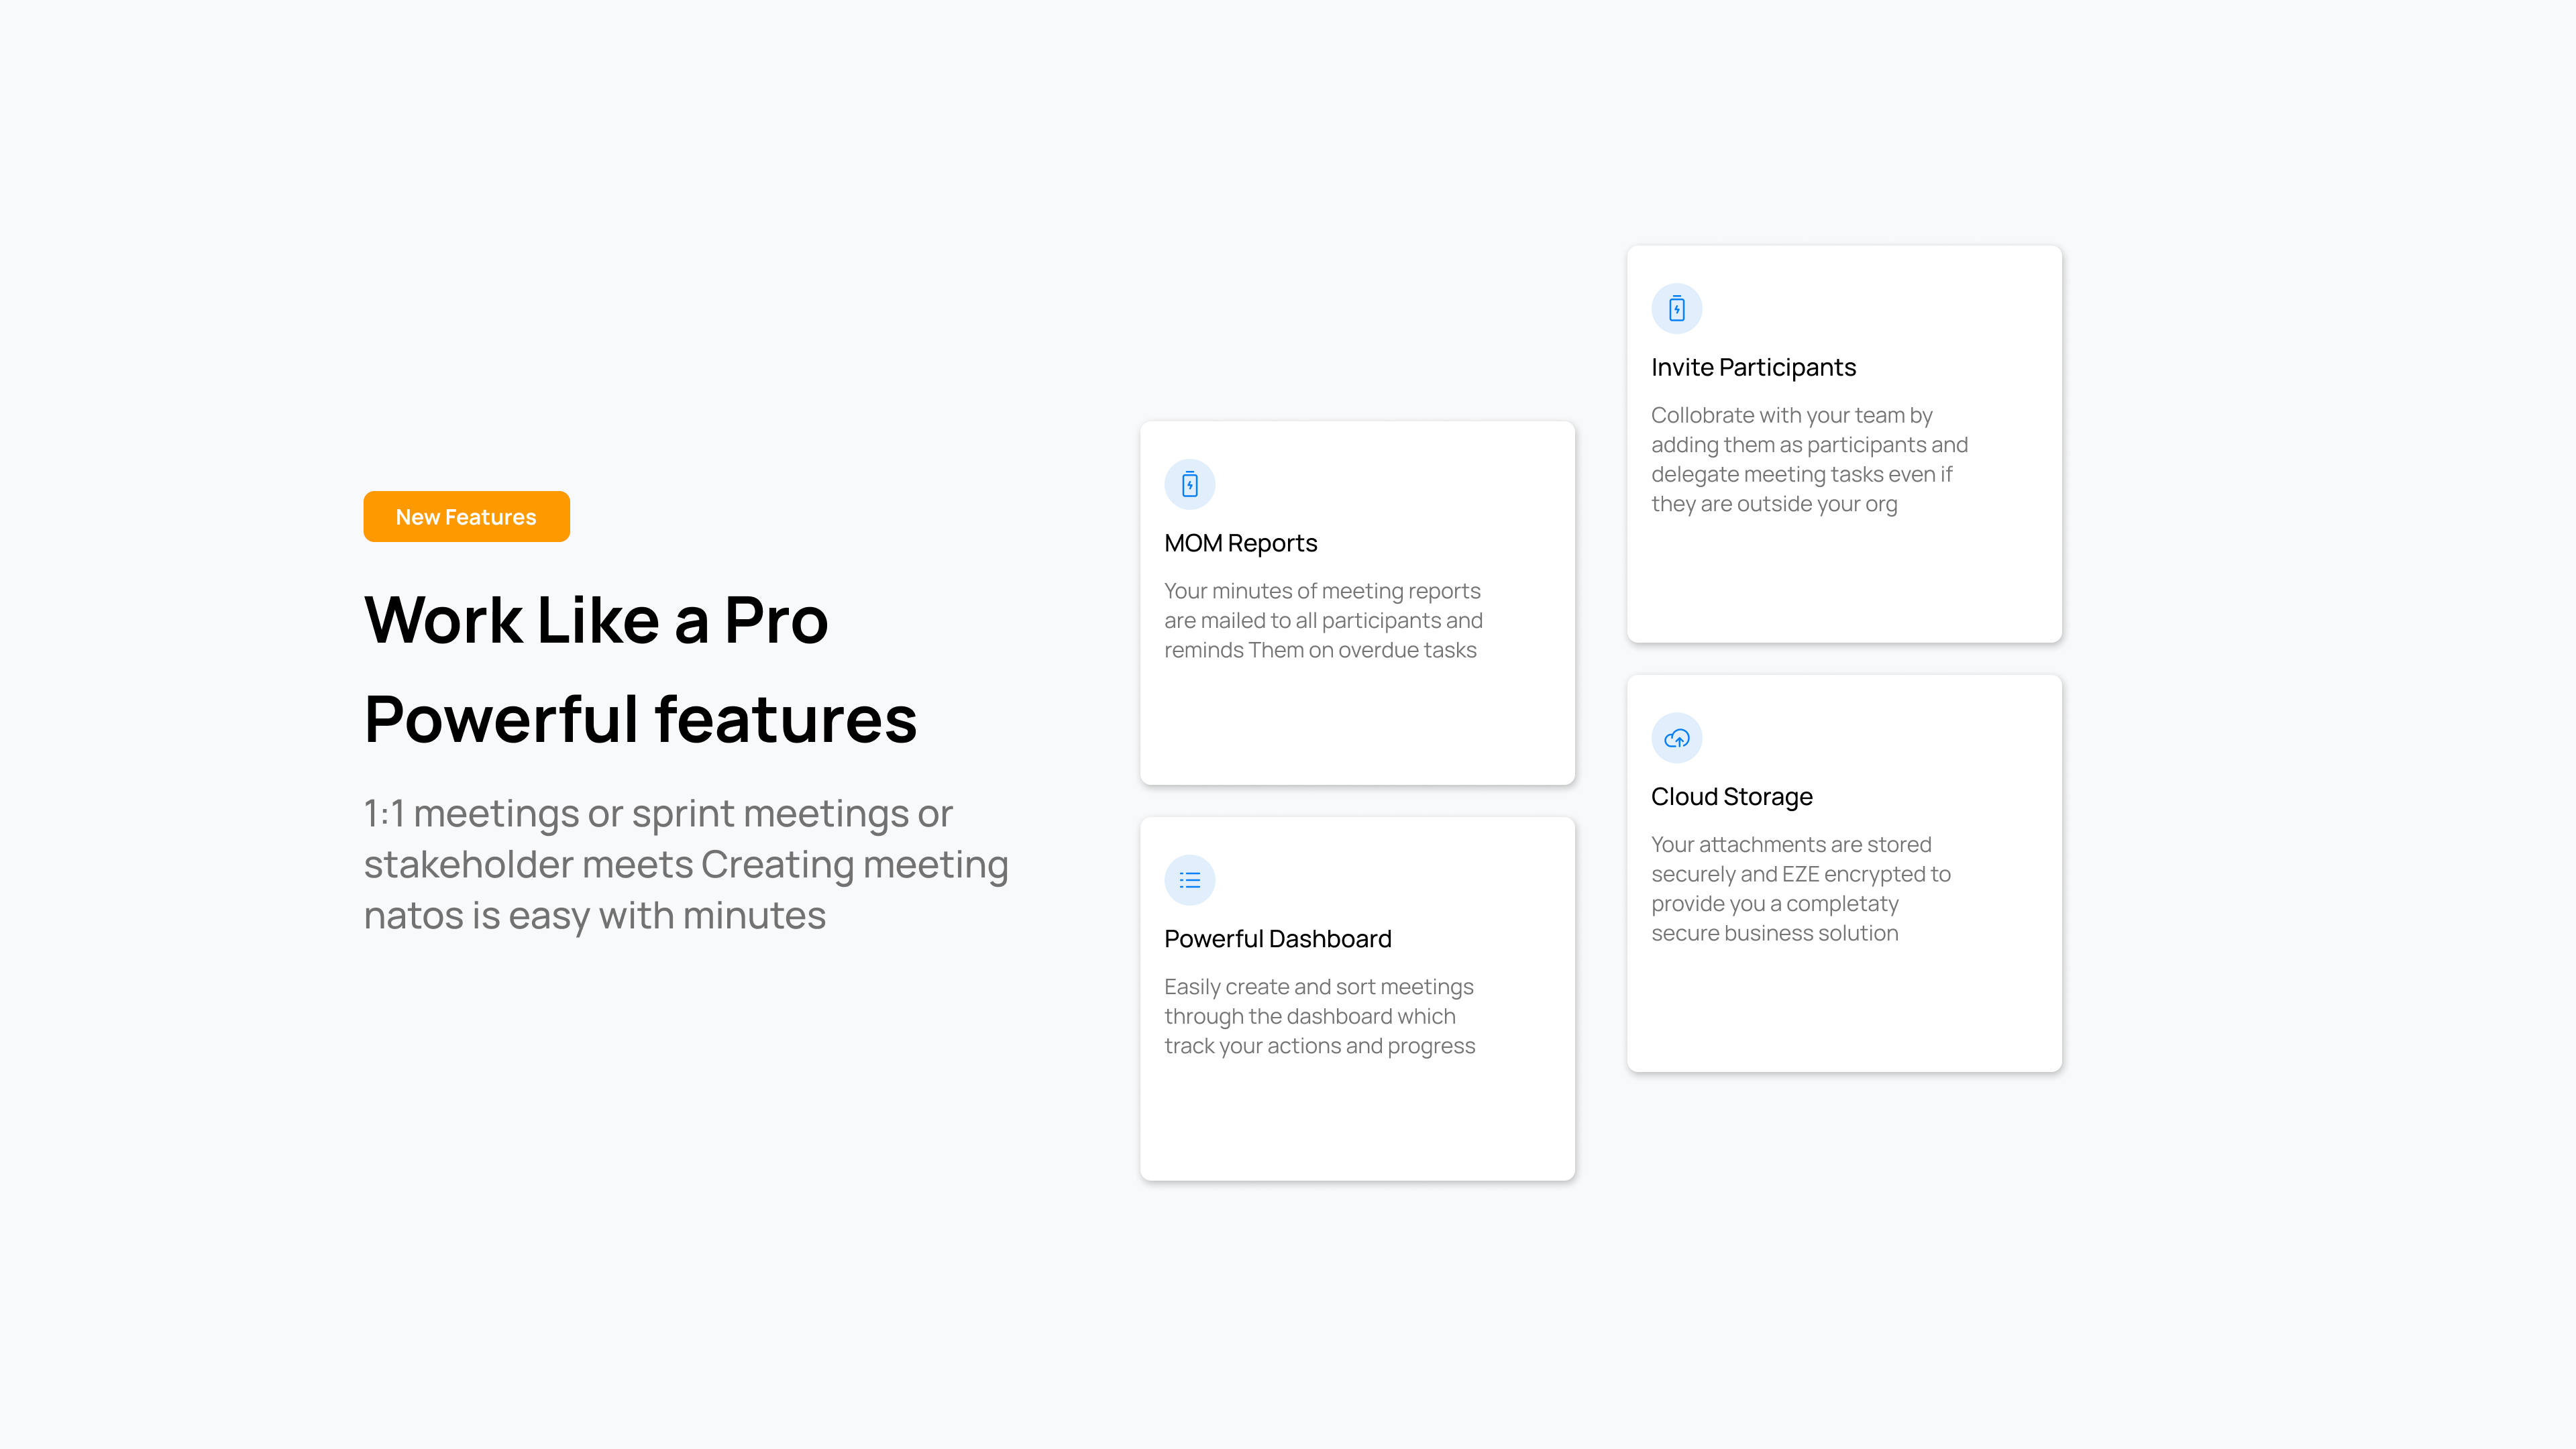 New Features
Work Like a Pro
Powerful features
1:1 meetings or sprint meetings or
stakeholder meets Creating meeting
natos is easy with minutes
MOM Reports
Your minutes of meeting reports
are mailed to all participants and
reminds Them on overdue tasks
Powerful Dashboard
Easily create and sort meetings
through the dashboard which
track your actions and progress
Invite Participants
Collobrate with your team by
adding them as participants and
delegate meeting tasks even if
they are outside your org
Cloud Storage
Your attachments are stored
securely and EZE encrypted to
provide you a completaty
secure business solution